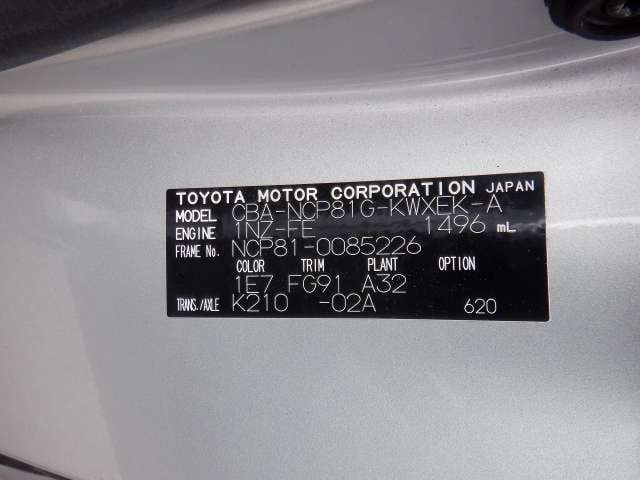 TOYOTA MOTOR CORPORATION JAPAN
MODEL CBA-NCP81G-KWXEK-A
ENGINE 1NZ-FE 1496 mL
FRAME No. NCP81-0085226
COLOR TRIM PLANT OPTION
1E7 FG91 A32
TRANS./AXLE K210 -02A 620